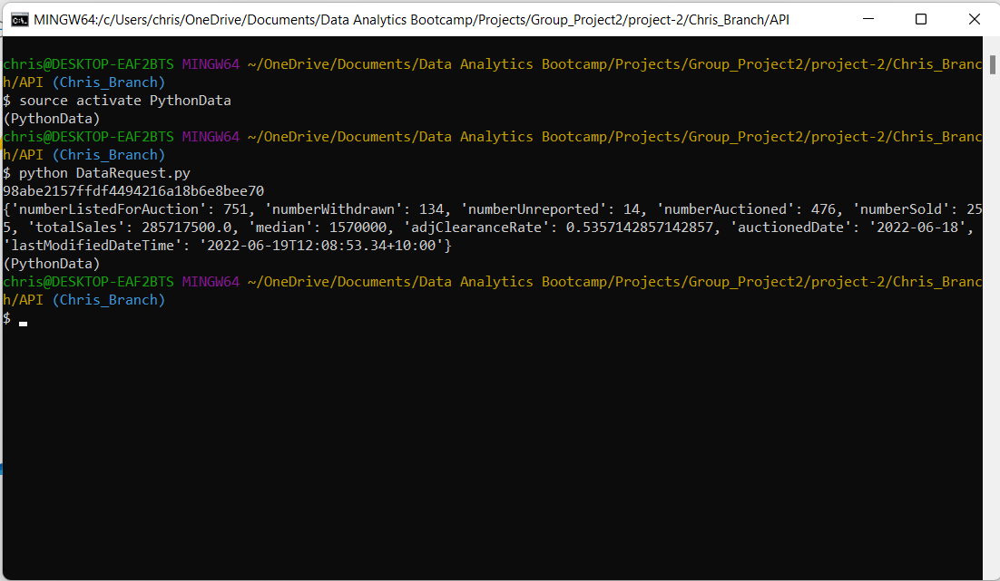 MINGW64:/c/Users/chris/OneDrive/Documents/Data Analytics Bootcamp/Projects/Group_Project2/project-2/Chris_Branch/API
chris@DESKTOP-EAF2BTS MINGW64 ~/OneDrive/Documents/Data Analytics Bootcamp/Projects/Group_Project2/project-2/Chris_Branc
h/API (Chris_Branch)
$ source activate PythonData
(PythonData)
chris@DESKTOP-EAF2BTS MINGW64 ~/OneDrive/Documents/Data Analytics Bootcamp/Projects/Group_Project2/project-2/Chris_Branc
h/API (Chris_Branch)
$ python DataRequest.py
98abe2157ffdf4494216a18b6e8bee70
{'numberListedForAuction': 751, 'numberWithdrawn': 134, 'numberUnreported': 14, 'numberAuctioned': 476, 'numberSold': 25
5, 'totalSales': 285717500.0, 'median': 1570000, 'adjClearanceRate': 0.5357142857142857, 'auctionedDate': '2022-06-18',
'lastModifiedDateTime': '2022-06-19T12:08:53.34+10:00'}
(PythonData)
chris@DESKTOP-EAF2BTS MINGW64 ~/OneDrive/Documents/Data Analytics Bootcamp/Projects/Group_Project2/project-2/Chris_Branc
h/API (Chris_Branch)
$